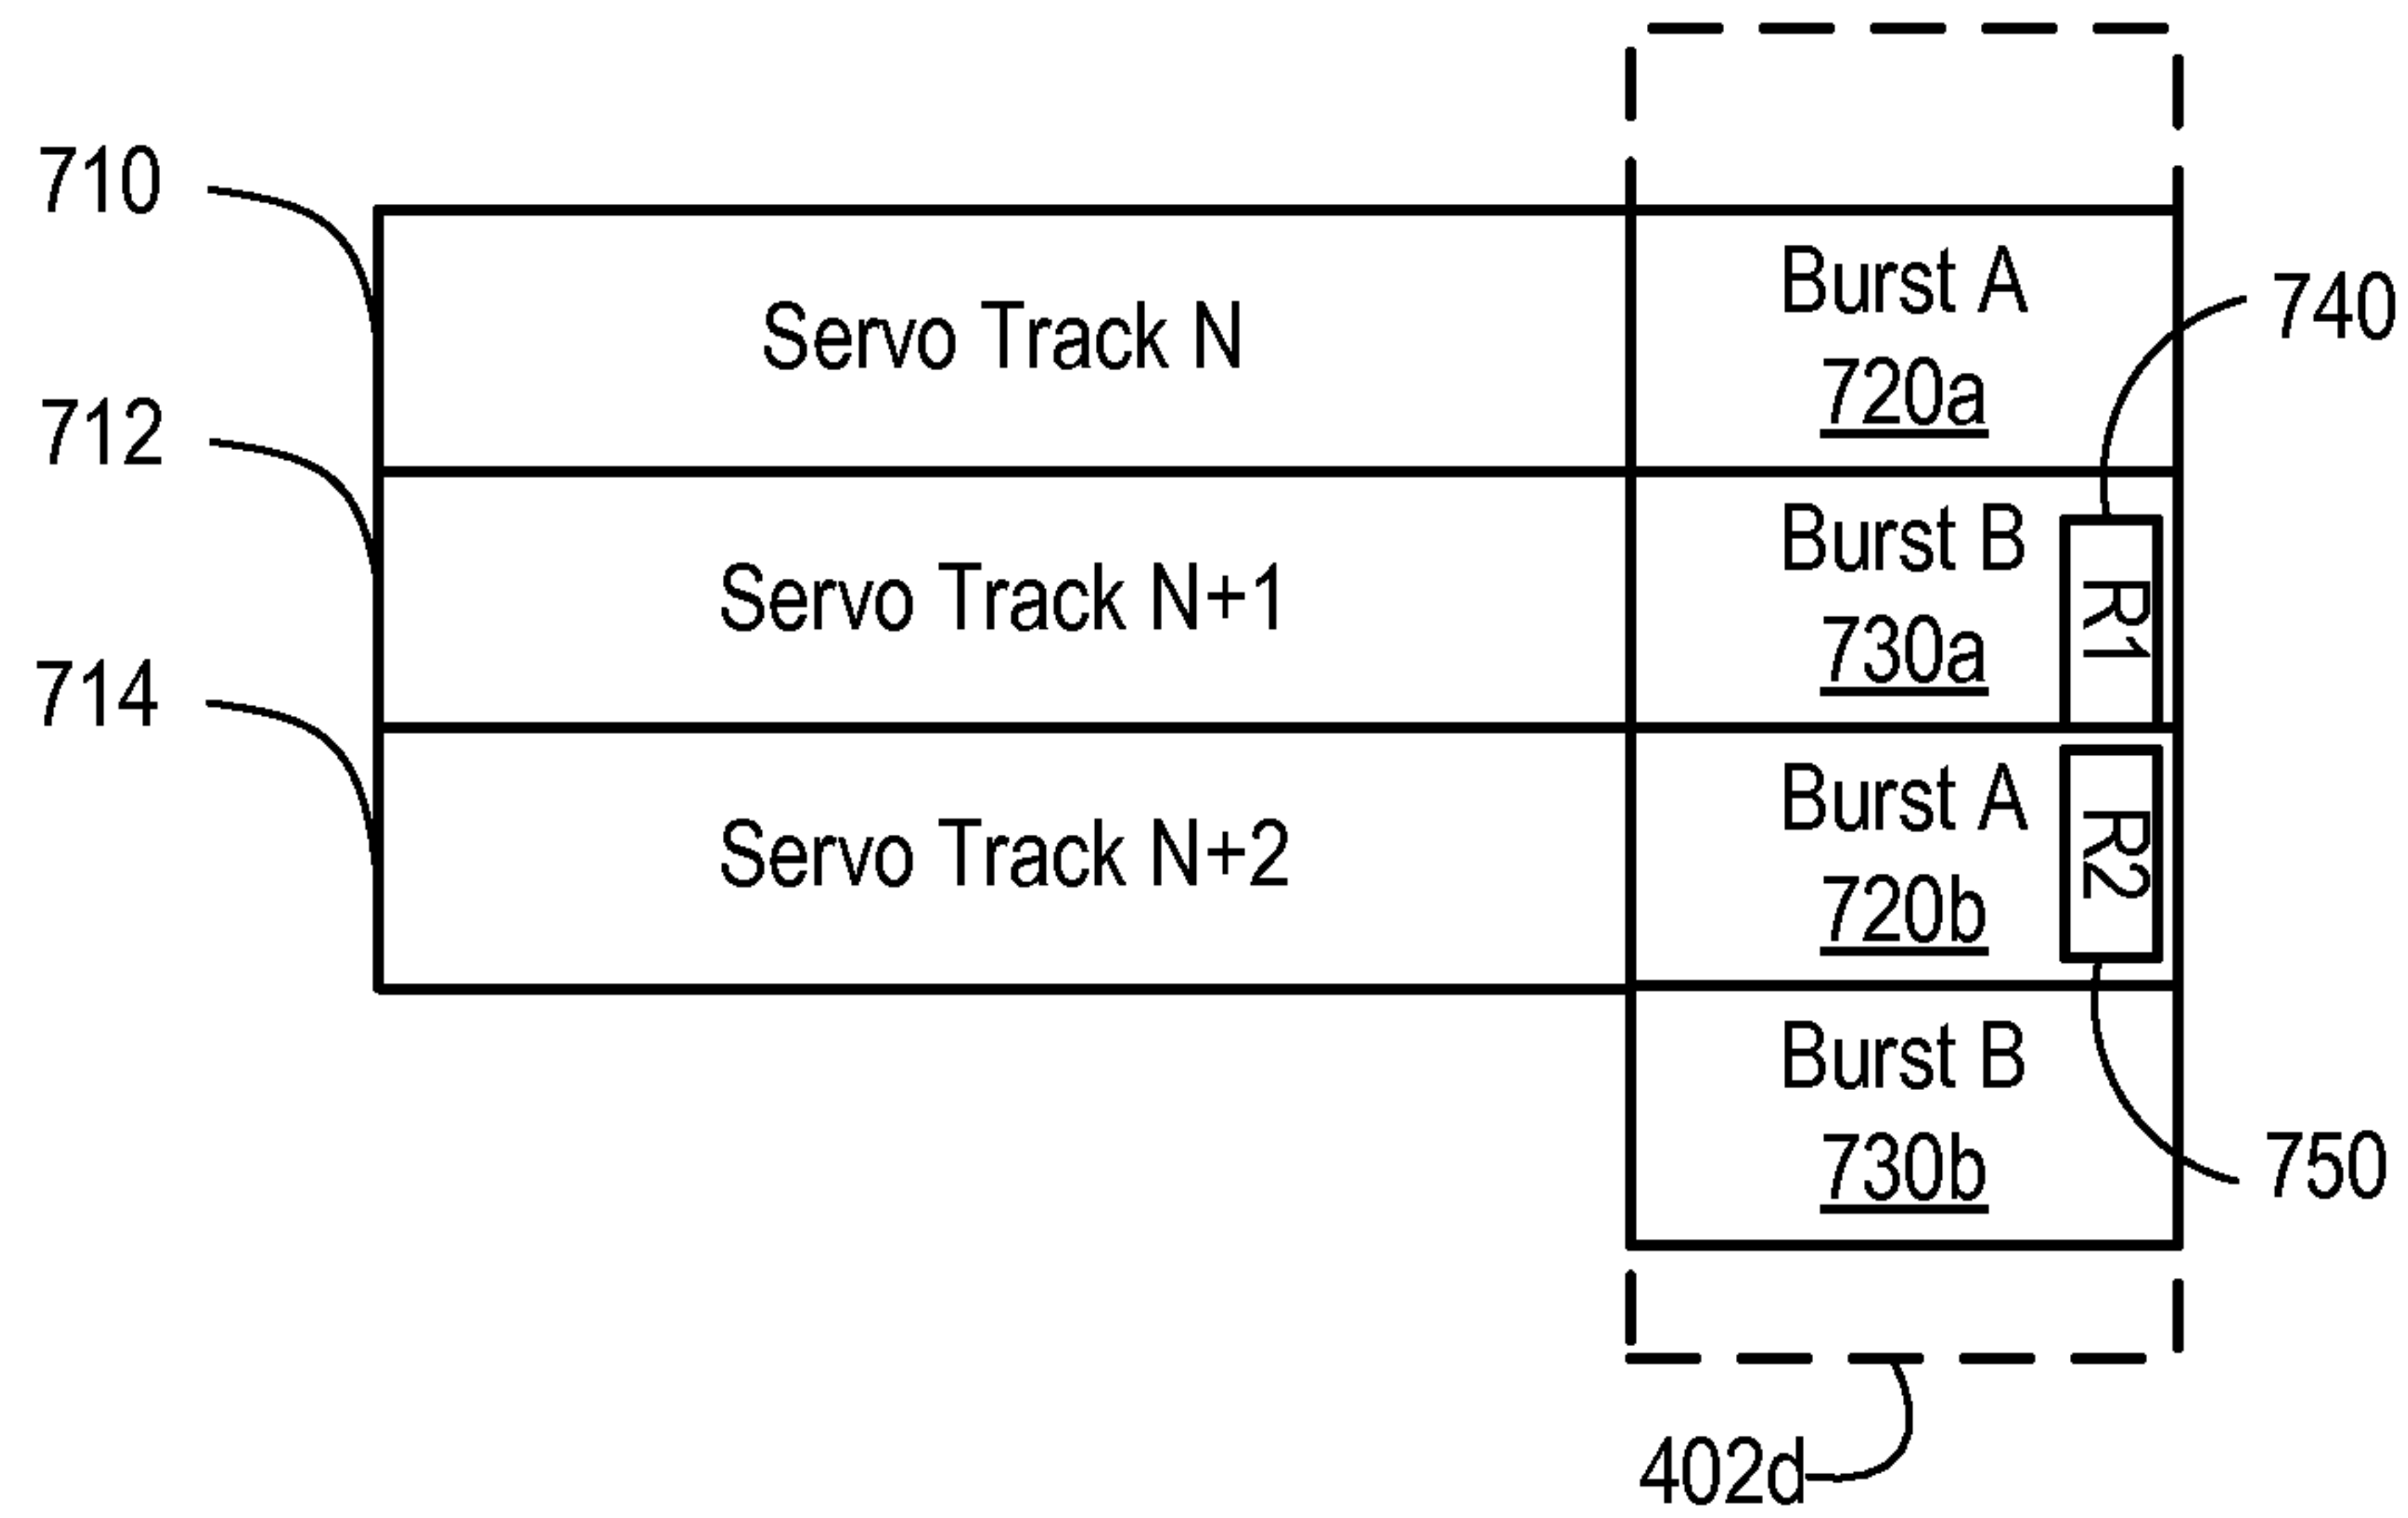 710
Servo Track N
Burst A
720a
740
712
Servo Track N+1
Burst B
730a
R1
714
Servo Track N+2
Burst A
720b
R2
Burst B
730b
750
402d